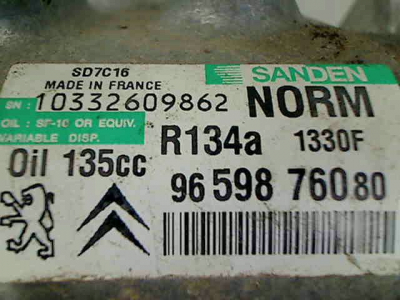 SD7C16
MADE IN FRANCE
SANDEN
SN: 10332609862
NORM
OIL : SP-10 OR EQUIV.
VARIABLE DISP.
R134a 1330F
Oil 135cc
96 598 760 80